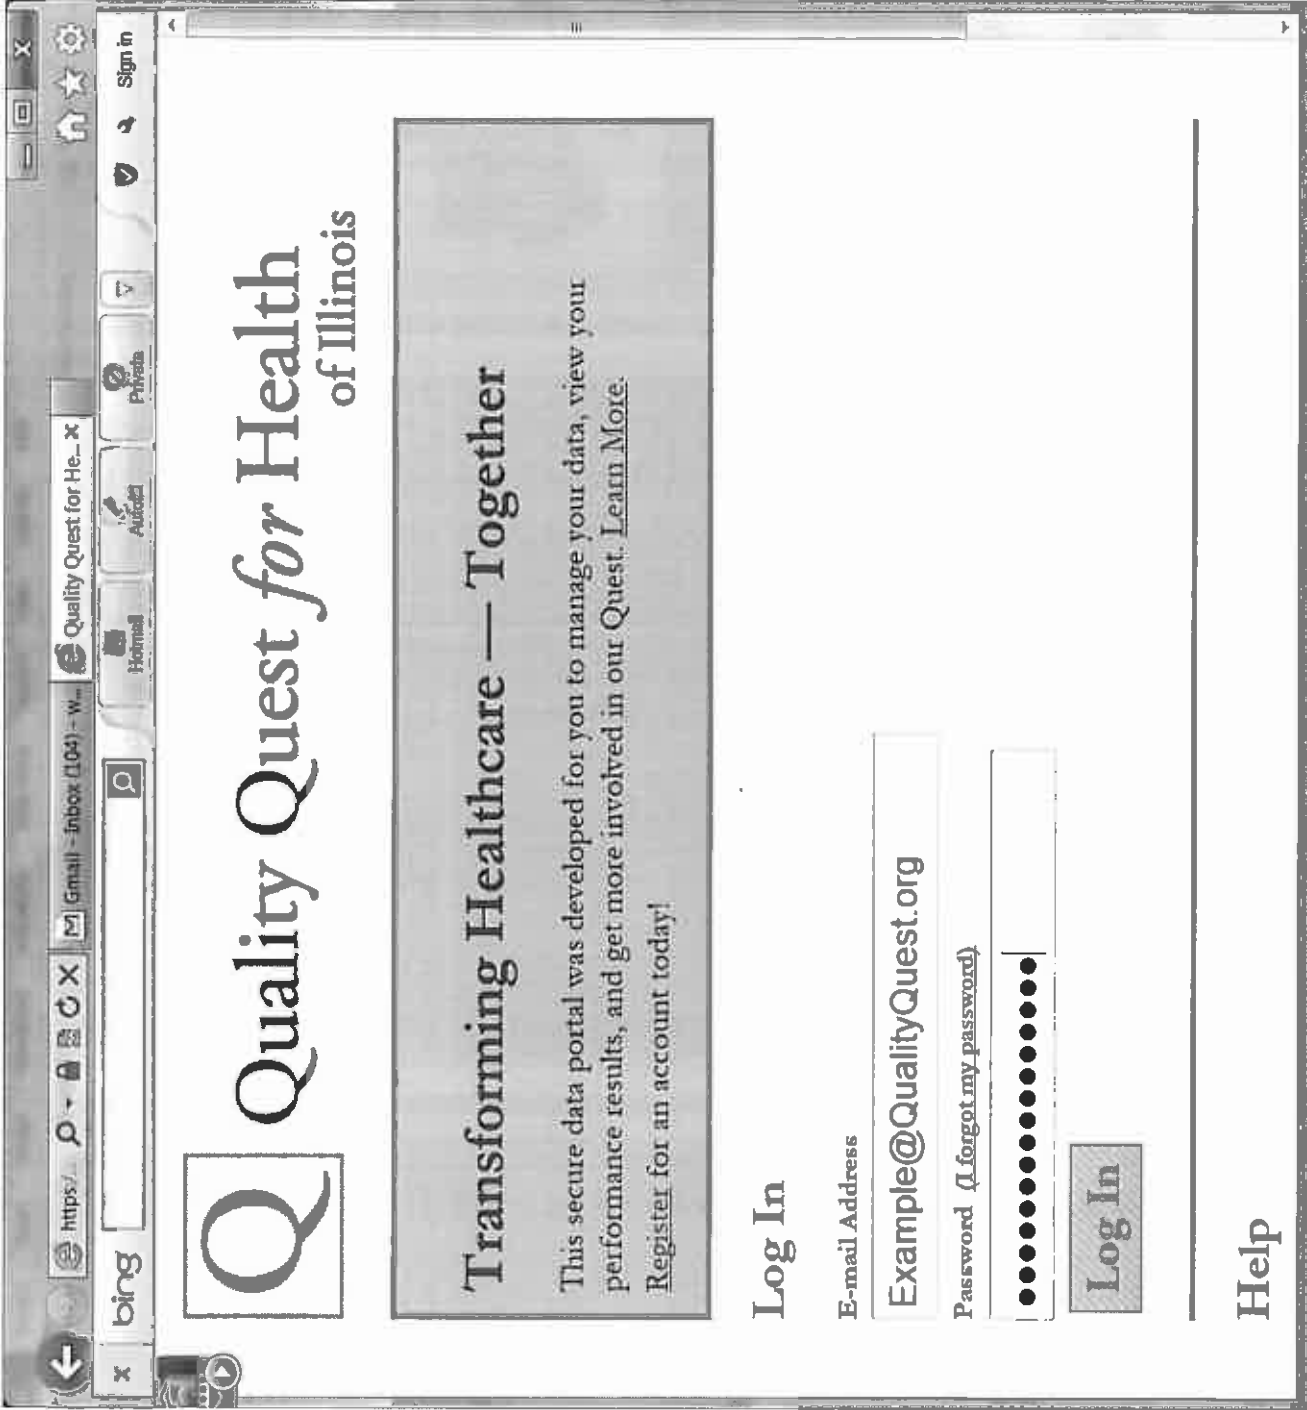 https:/
Gmail - Inbox (104) - W...
Quality Quest for He...
bing
Hotmail
Private
Sign in
Q
Quality Quest for Health
of Illinois
Transforming Healthcare — Together
This secure data portal was developed for you to manage your data, view your
performance results, and get more involved in our Quest. Learn More.
Register for an account today!
Log In
E-mail Address
Example@QualityQuest.org
Password (I forgot my password)
Log In
Help